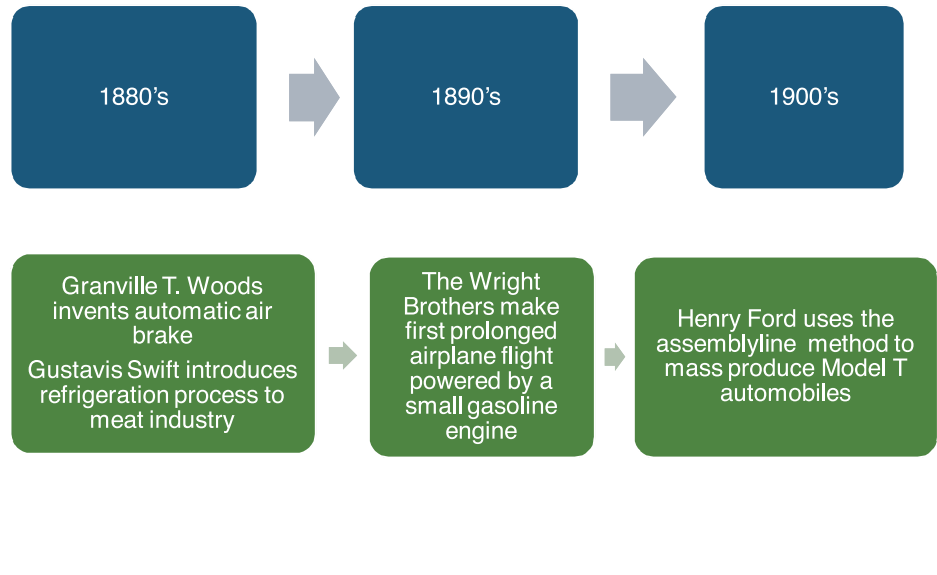 1880's
1890's
1900's
Granville T. Woods
invents automatic air
brake
Gustavis Swift introduces
refrigeration process to
meat industry
The Wright
Brothers make
first prolonged
airplane flight
powered by a
small gasoline
engine
Henry Ford uses the
assemblyline  method to
mass produce Model T
automobiles